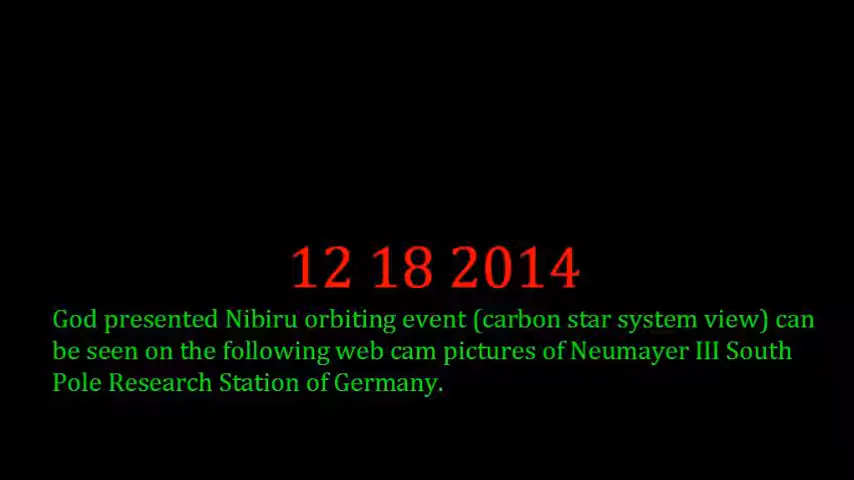 12 18 2014
God presented Nibiru orbiting event (carbon star system view) can
be seen on the following web cam pictures of Neumayer III South
Pole Research Station of Germany.